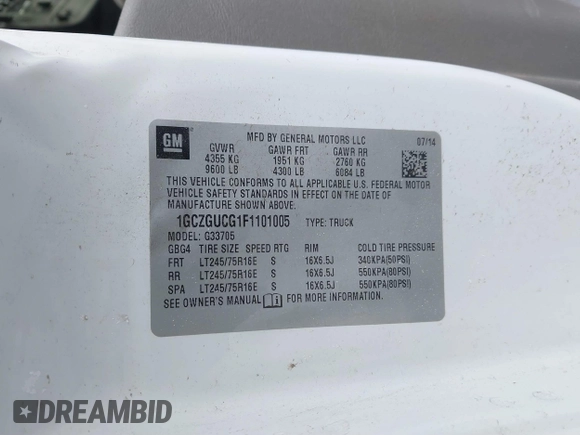 GM
MFD BY GENERAL MOTORS LLC 07/14
GVWR GAWR FRT GAWR RR
4355 KG 1951 KG 2760 KG
9600 LB 4300 LB 6084 LB
THIS VEHICLE CONFORMS TO ALL APPLICABLE U.S. FEDERAL MOTOR
VEHICLE SAFETY STANDARDS IN EFFECT ON THE DATE OF
MANUFACTURE SHOWN ABOVE.
1GCZGUCG1F1101005 TYPE: TRUCK
MODEL: G33705
GBG4 TIRE SIZE SPEED RTG RIM COLD TIRE PRESSURE
FRT LT245/75R16E S 16X6.5J 340KPA(50PSI)
RR LT245/75R16E S 16X6.5J 550KPA(80PSI)
SPA LT245/75R16E S 16X6.5J 550KPA(80PSI)
SEE OWNER'S MANUAL FOR MORE INFORMATION.
DREAMBID